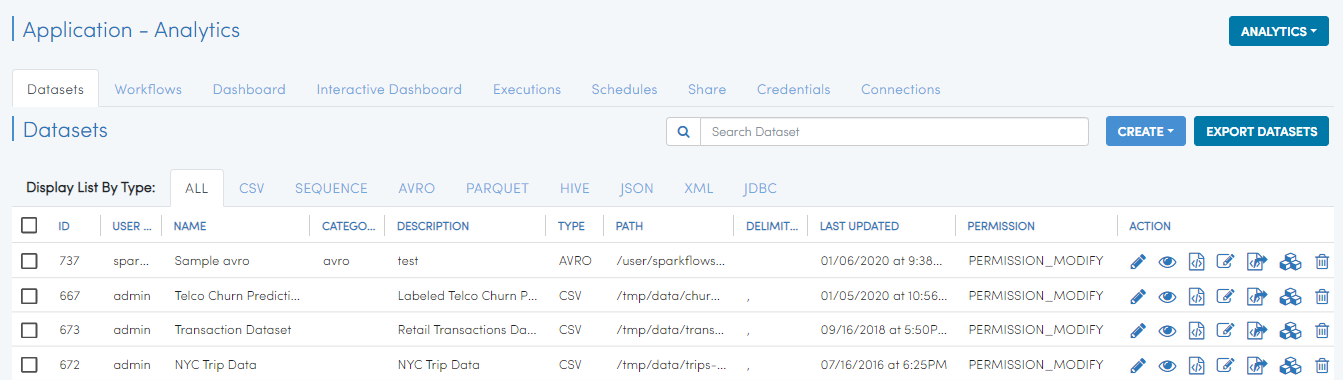 Application - Analytics
ANALYTICS
Datasets Workflows Dashboard Interactive Dashboard Executions Schedules Share Credentials Connections
Datasets
Search Dataset
CREATE
EXPORT DATASETS
Display List By Type: ALL CSV SEQUENCE AVRO PARQUET HIVE JSON XML JDBC
ID USER ... NAME CATEGO... DESCRIPTION TYPE PATH DELIMIT... LAST UPDATED PERMISSION ACTION
737 spar... Sample avro avro test AVRO /user/sparkflows... 01/06/2020 at 9:38... PERMISSION_MODIFY
667 admin Telco Churn Predicti... Labeled Telco Churn P... CSV /tmp/data/chur... , 01/05/2020 at 10:56... PERMISSION_MODIFY
673 admin Transaction Dataset Retail Transactions Da... CSV /tmp/data/trans... , 09/16/2018 at 5:50P... PERMISSION_MODIFY
672 admin NYC Trip Data NYC Trip Data CSV /tmp/data/trips-... , 07/16/2016 at 6:25PM PERMISSION_MODIFY